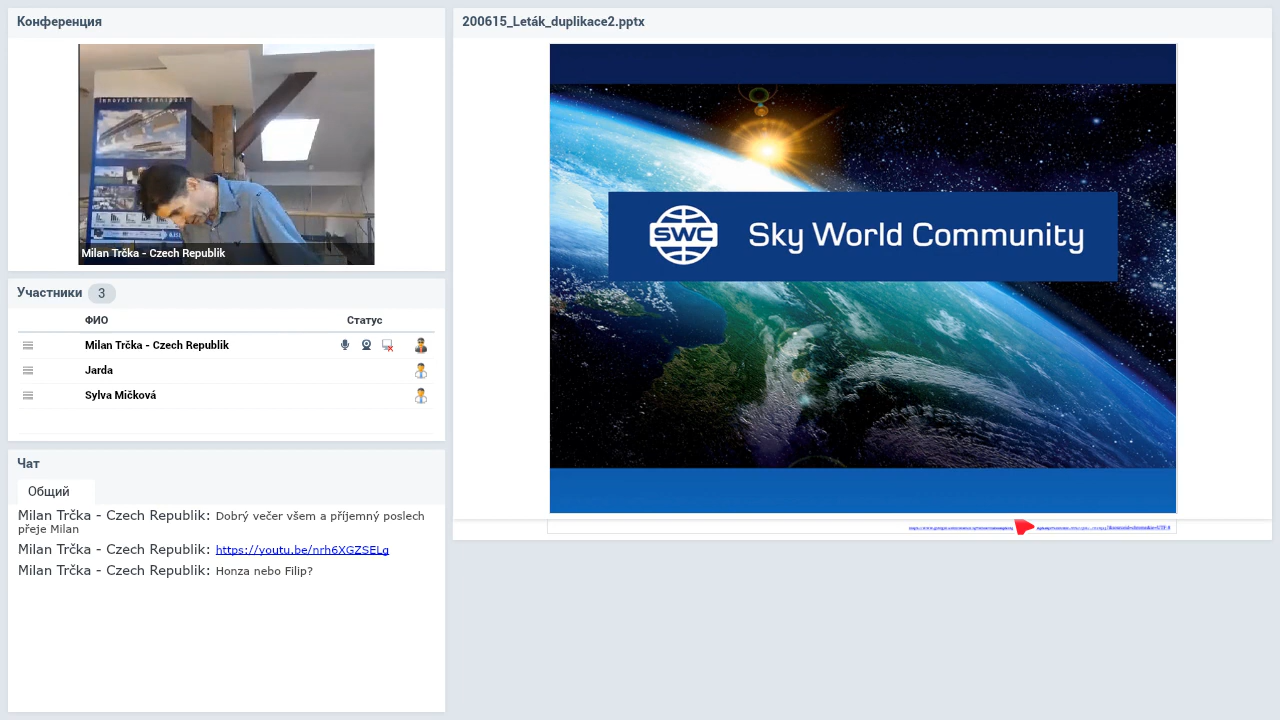 Конференция
innovative transport
Milan Trčka - Czech Republik
Участники 3
ФИО Статус
Milan Trčka - Czech Republik
Jarda
Sylva Mičková
Чат
Общий
Milan Trčka - Czech Republik: Dobrý večer všem a příjemný poslech
přeje Milan
Milan Trčka - Czech Republik: https://youtu.be/nrh6XGZSELg
Milan Trčka - Czech Republik: Honza nebo Filip?
200615_Leták_duplikace2.pptx
SWC Sky World Community